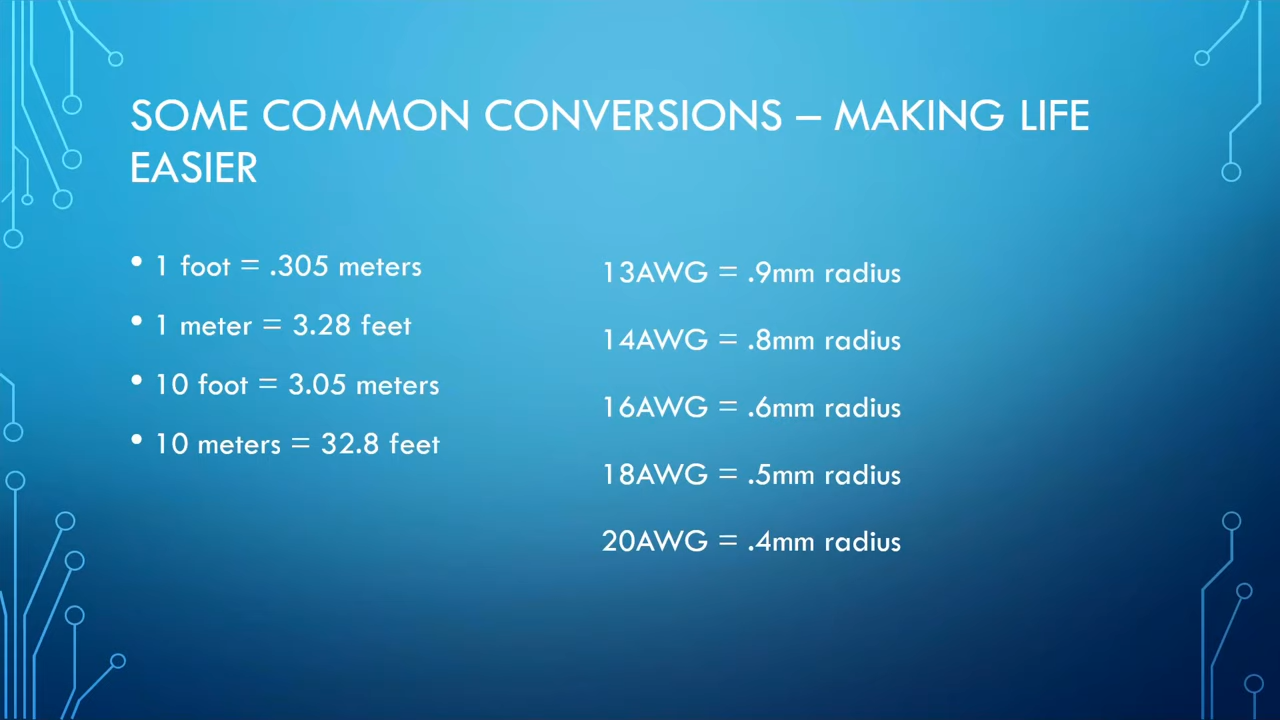 SOME COMMON CONVERSIONS – MAKING LIFE
EASIER
• 1 foot = .305 meters
• 1 meter = 3.28 feet
• 10 foot = 3.05 meters
• 10 meters = 32.8 feet
13AWG = .9mm radius
14AWG = .8mm radius
16AWG = .6mm radius
18AWG = .5mm radius
20AWG = .4mm radius